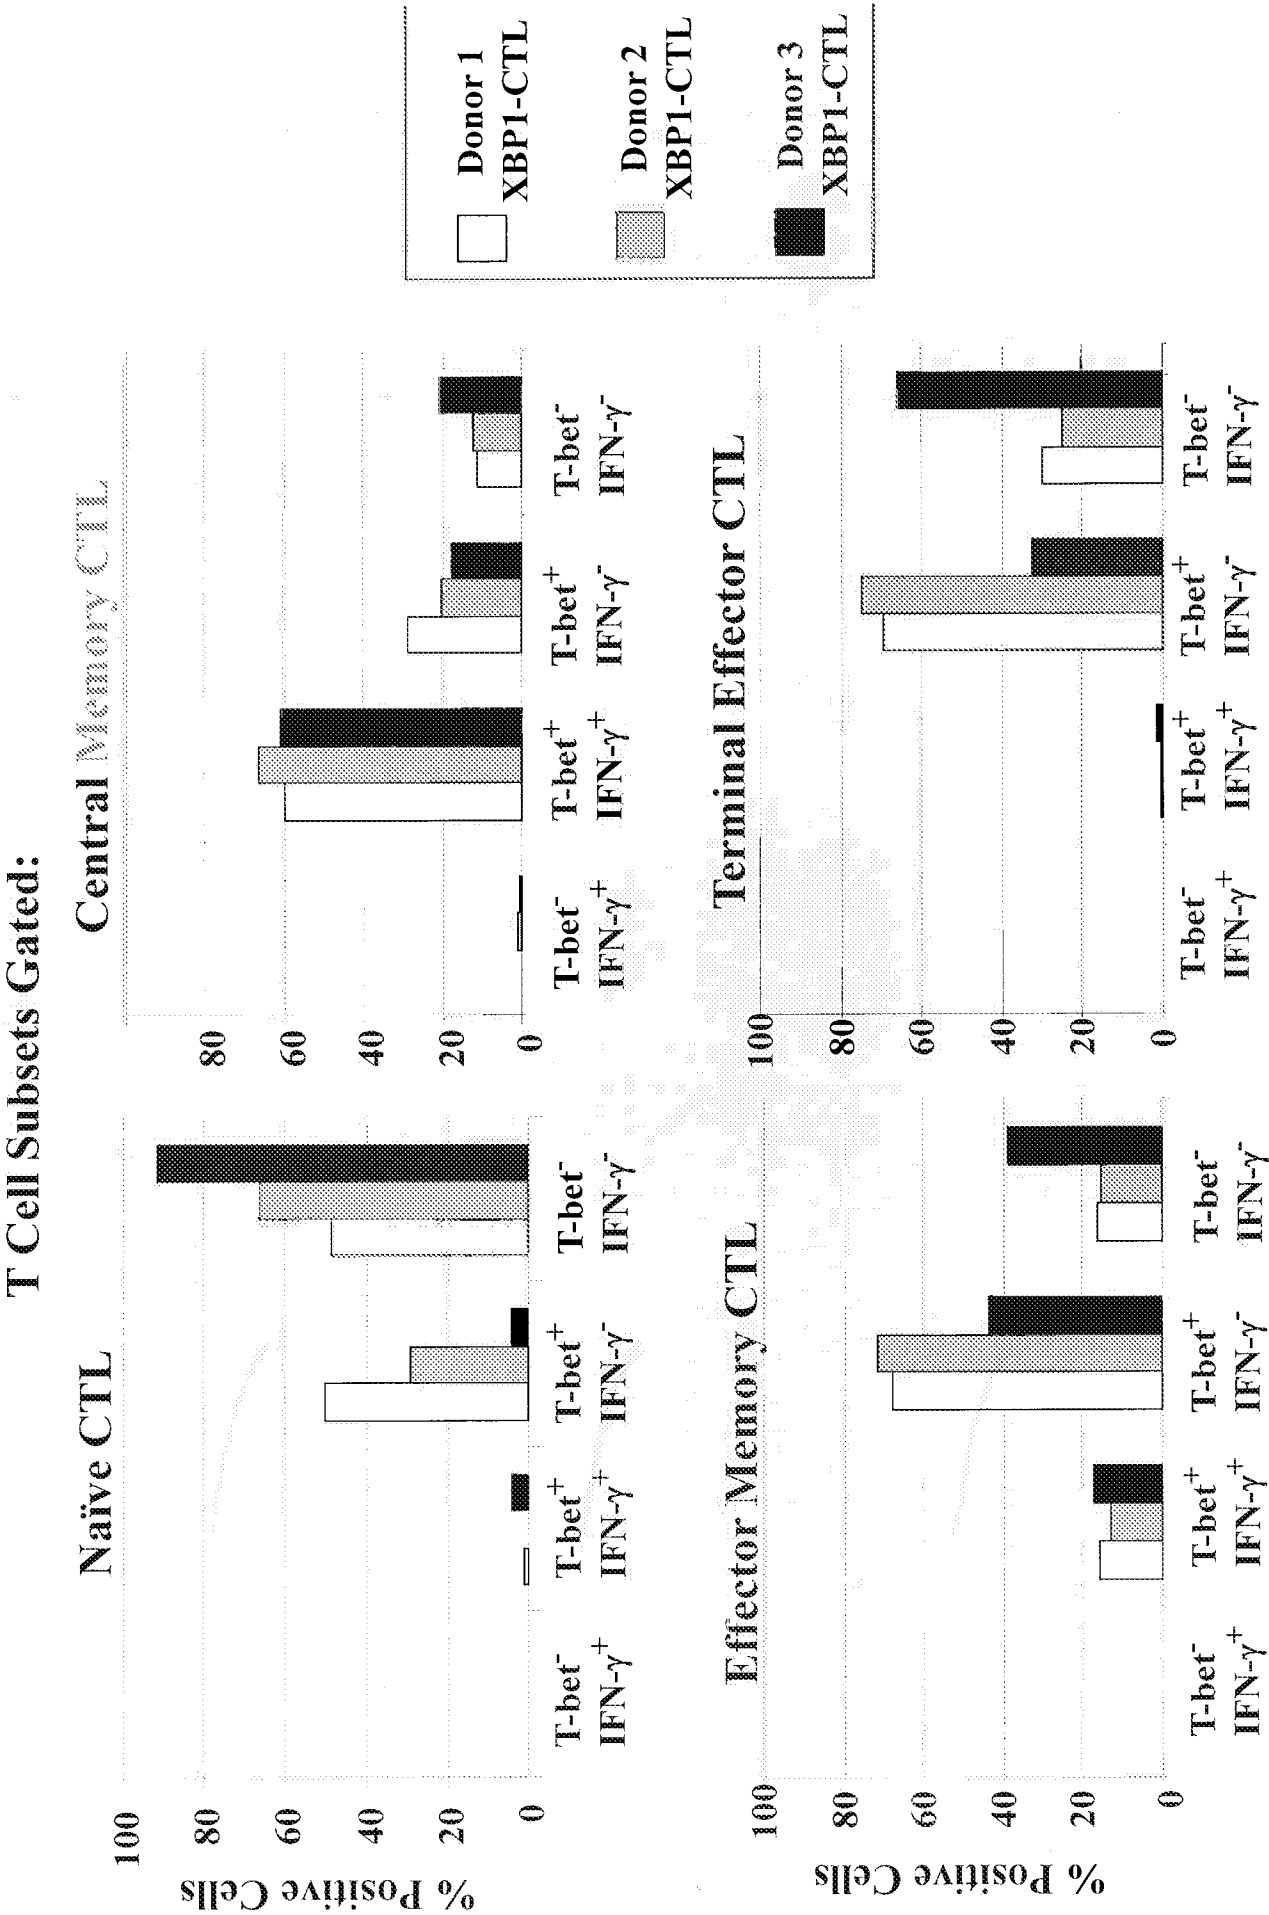 T Cell Subsets Gated:
Naïve CTL
% Positive Cells
100
80
60
40
20
0
T-bet⁻ T-bet⁺ T-bet⁺ T-bet⁻
IFN-γ⁺ IFN-γ⁺ IFN-γ⁻ IFN-γ⁻
Central Memory CTL
80
60
40
20
0
T-bet⁻ T-bet⁺ T-bet⁺ T-bet⁻
IFN-γ⁺ IFN-γ⁺ IFN-γ⁻ IFN-γ⁻
Effector Memory CTL
% Positive Cells
100
80
60
40
20
0
T-bet⁻ T-bet⁺ T-bet⁺ T-bet⁻
IFN-γ⁺ IFN-γ⁺ IFN-γ⁻ IFN-γ⁻
Terminal Effector CTL
100
80
60
40
20
0
T-bet⁻ T-bet⁺ T-bet⁺ T-bet⁻
IFN-γ⁺ IFN-γ⁺ IFN-γ⁻ IFN-γ⁻
Donor 1
XBP1-CTL
Donor 2
XBP1-CTL
Donor 3
XBP1-CTL